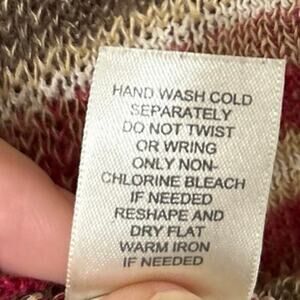 HAND WASH COLD
SEPARATELY
DO NOT TWIST
OR WRING
ONLY NON-
CHLORINE BLEACH
IF NEEDED
RESHAPE AND
DRY FLAT
WARM IRON
IF NEEDED